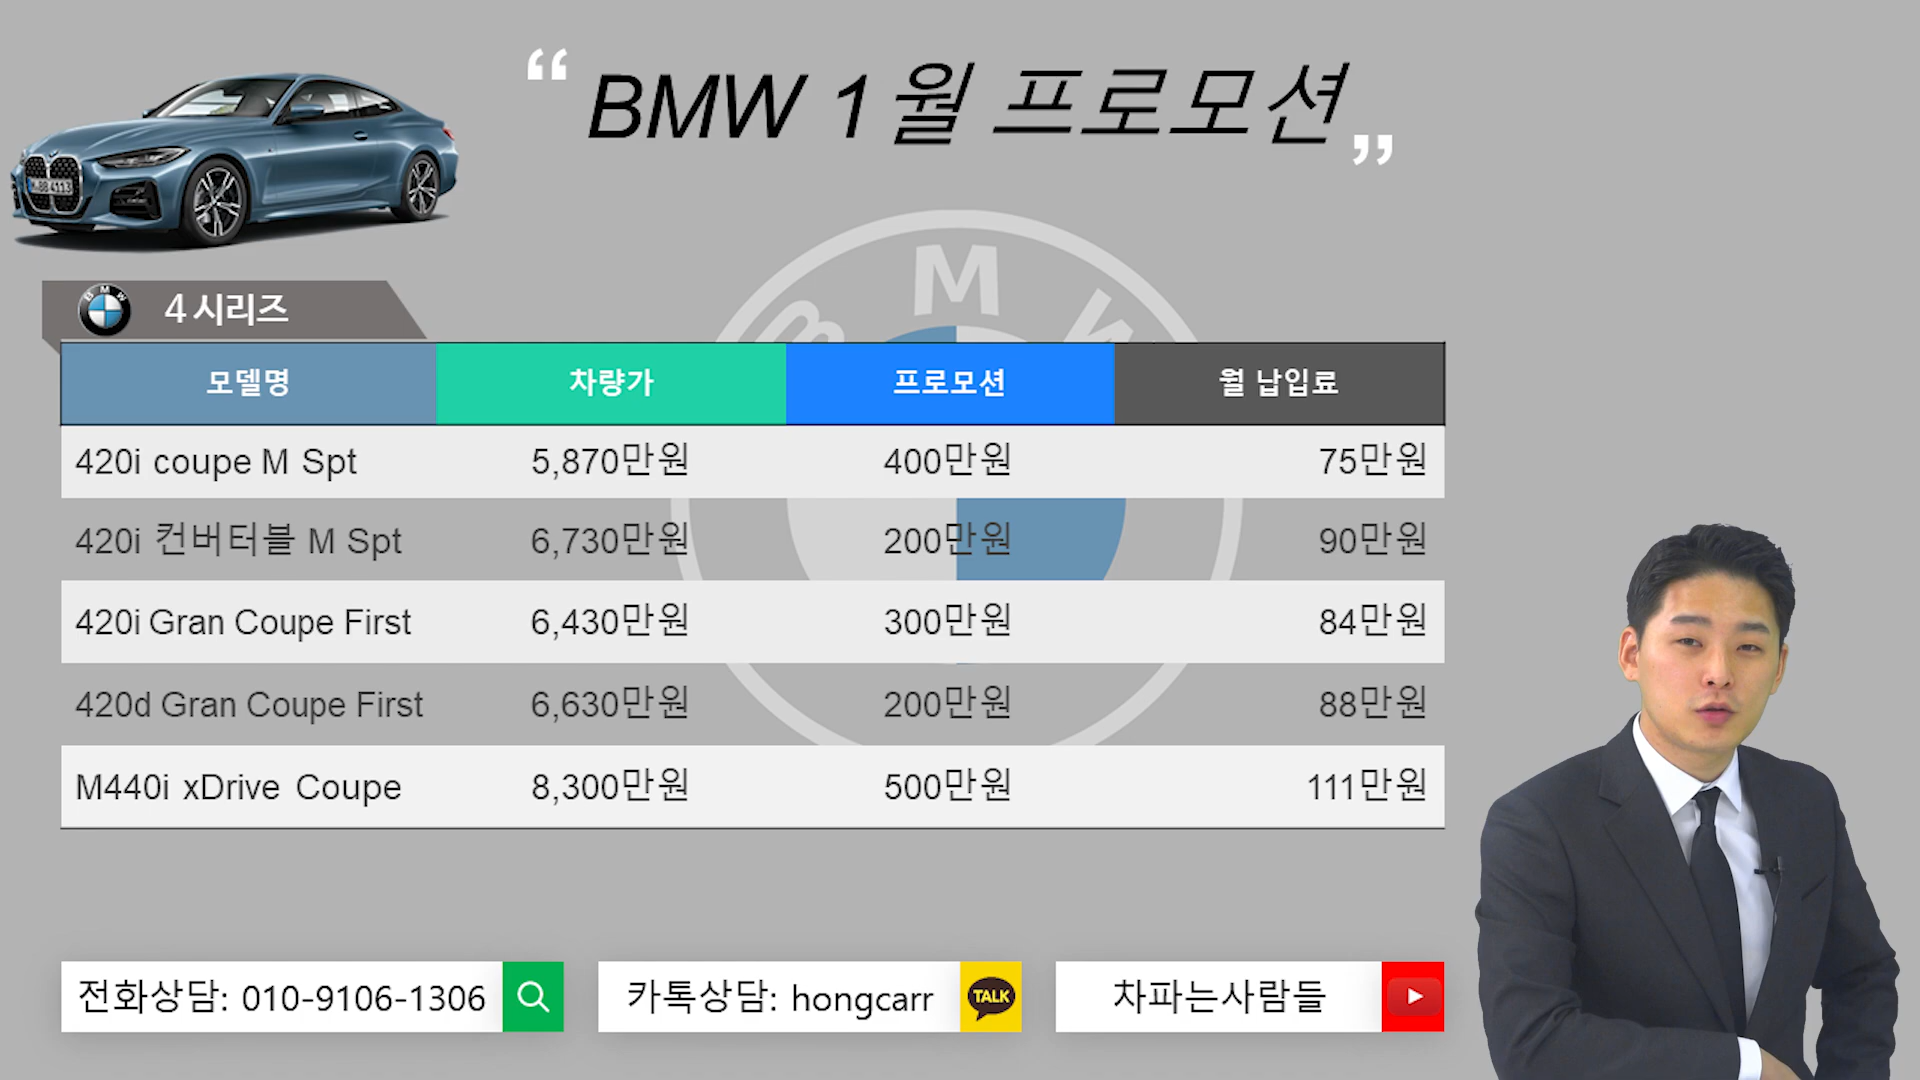 “ BMW 1월 프로모션 ”
M BB 4113
BMW
4시리즈
BMW
모델명 차량가 프로모션 월 납입료
420i coupe M Spt 5,870만원 400만원 75만원
420i 컨버터블 M Spt 6,730만원 200만원 90만원
420i Gran Coupe First 6,430만원 300만원 84만원
420d Gran Coupe First 6,630만원 200만원 88만원
M440i xDrive Coupe 8,300만원 500만원 111만원
전화상담: 010-9106-1306
카톡상담: hongcarr TALK
차파는사람들